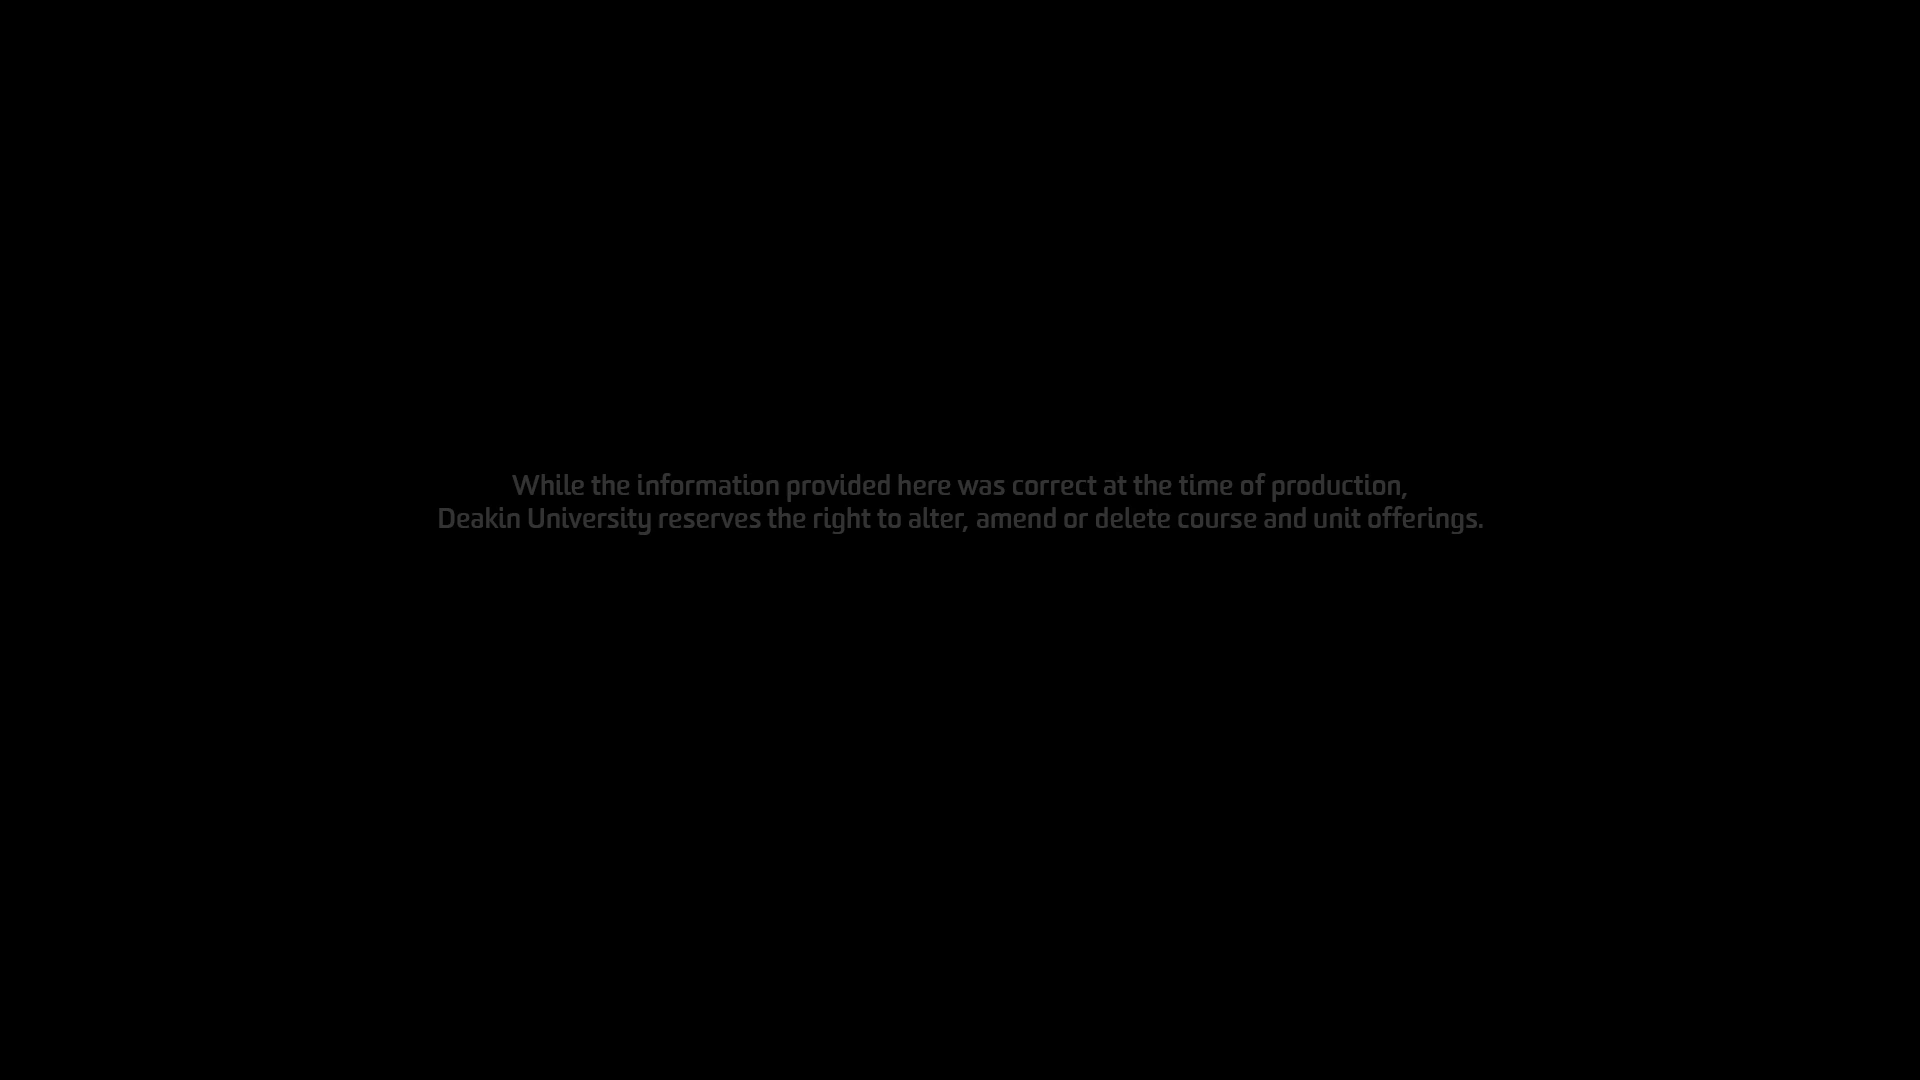 While the information provided here was correct at the time of production,
Deakin University reserves the right to alter, amend or delete course and unit offerings.